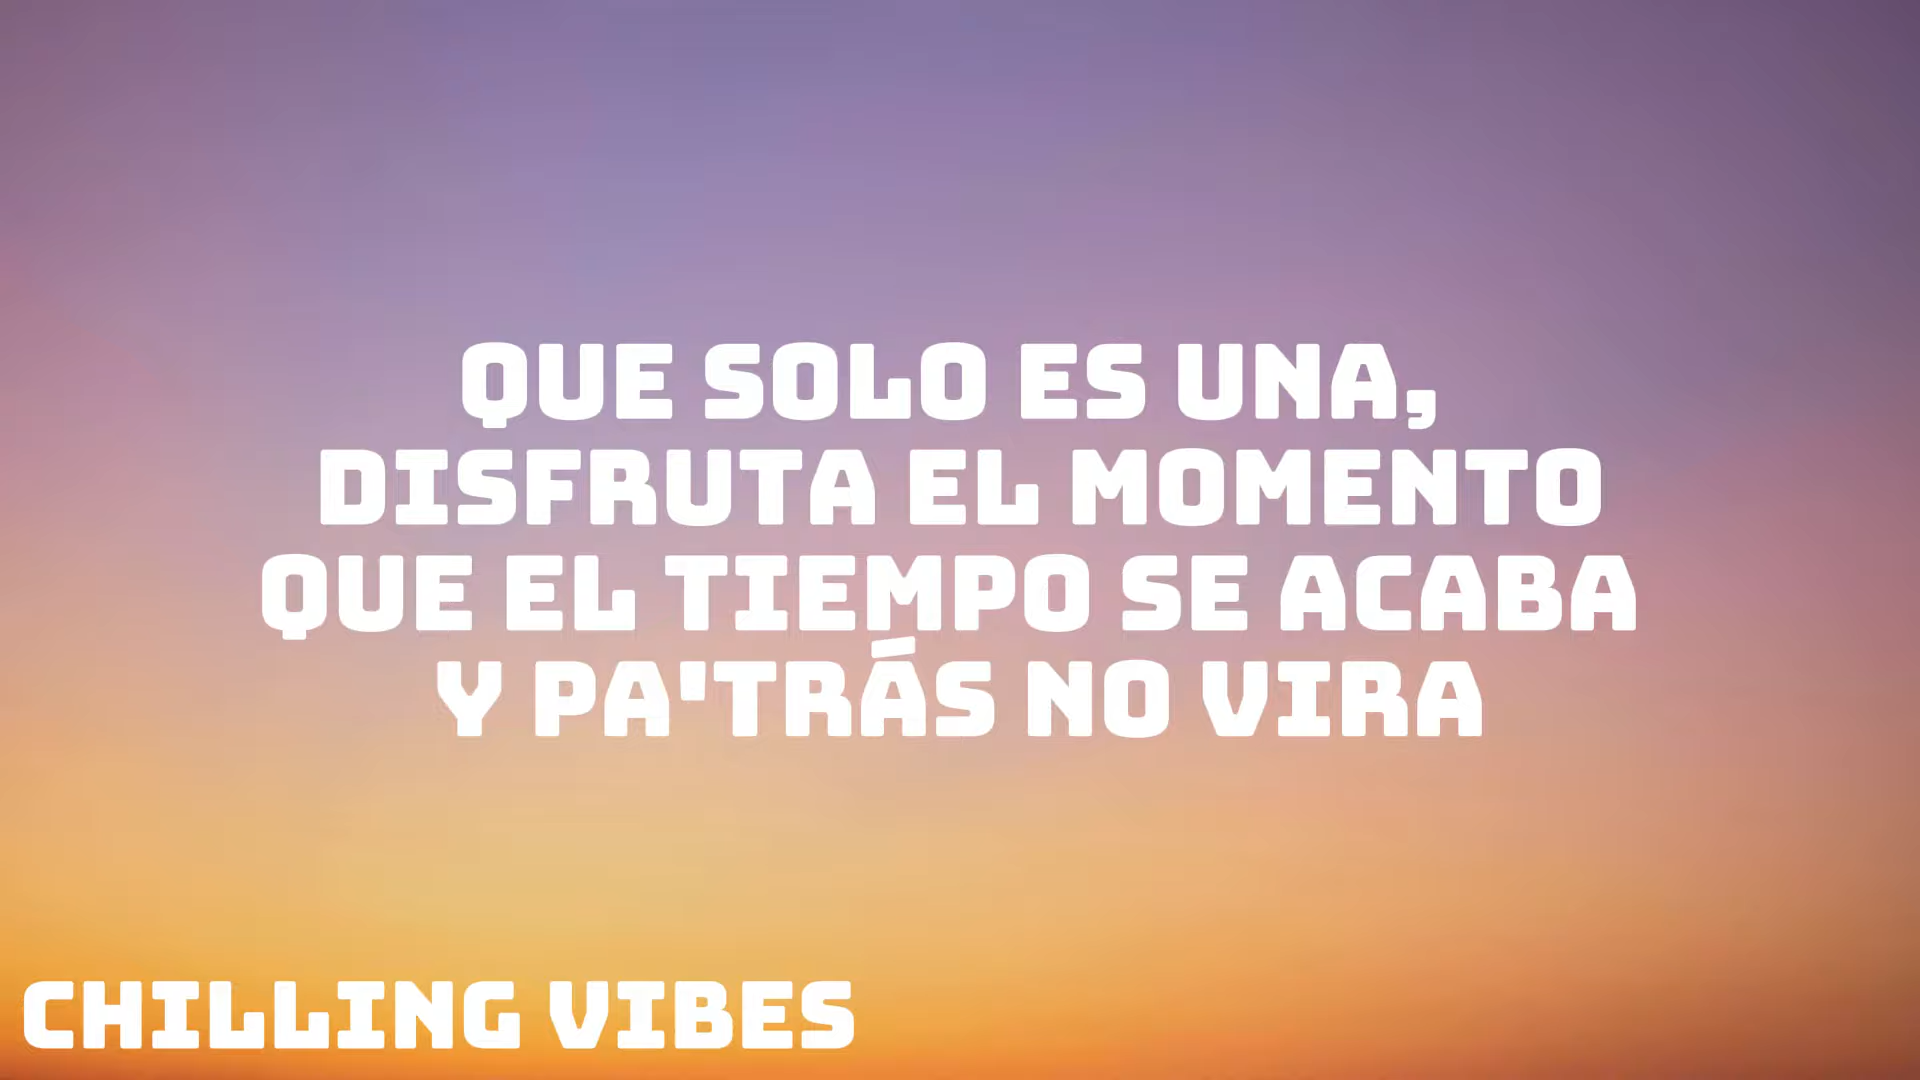 QUE SOLO ES UNA,
DISFRUTA EL MOMENTO
QUE EL TIEMPO SE ACABA
Y PA'TRÁS NO VIRA
CHILLING VIBES